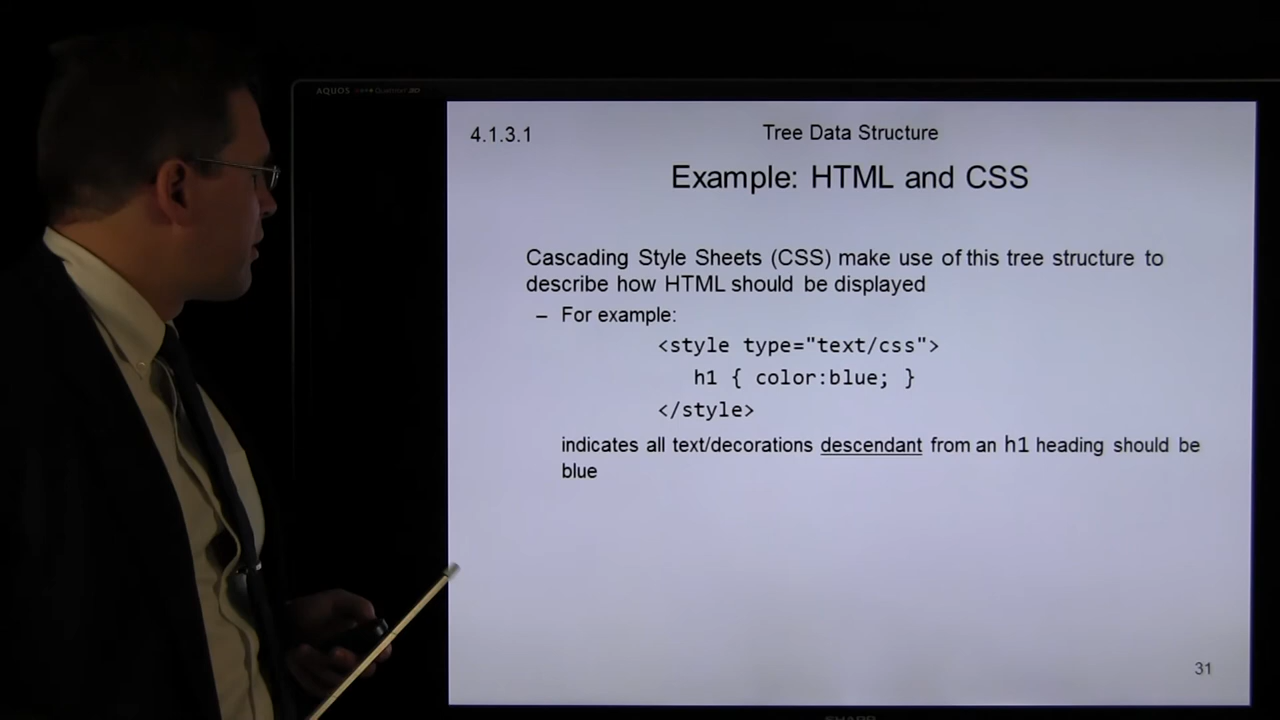 AQUOS
4.1.3.1
Tree Data Structure
Example: HTML and CSS
Cascading Style Sheets (CSS) make use of this tree structure to
describe how HTML should be displayed
– For example:
<style type="text/css">
h1 { color:blue; }
</style>
indicates all text/decorations descendant from an h1 heading should be
blue
31